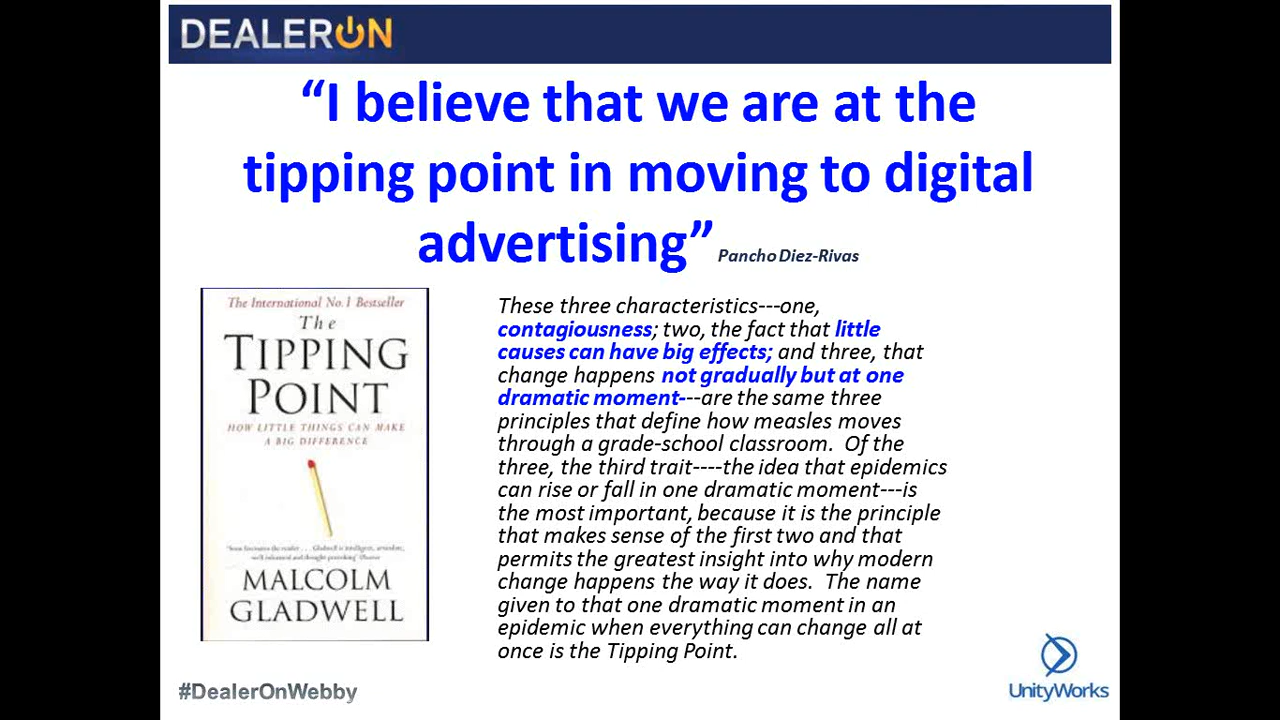 DEALERON
“I believe that we are at the
tipping point in moving to digital
advertising” Pancho Diez-Rivas
The International No.1 Bestseller
The
TIPPING
POINT
HOW LITTLE THINGS CAN MAKE
A BIG DIFFERENCE
MALCOLM
GLADWELL
These three characteristics---one,
contagiousness; two, the fact that little
causes can have big effects; and three, that
change happens not gradually but at one
dramatic moment---are the same three
principles that define how measles moves
through a grade-school classroom. Of the
three, the third trait----the idea that epidemics
can rise or fall in one dramatic moment---is
the most important, because it is the principle
that makes sense of the first two and that
permits the greatest insight into why modern
change happens the way it does. The name
given to that one dramatic moment in an
epidemic when everything can change all at
once is the Tipping Point.
#DealerOnWebby
UnityWorks